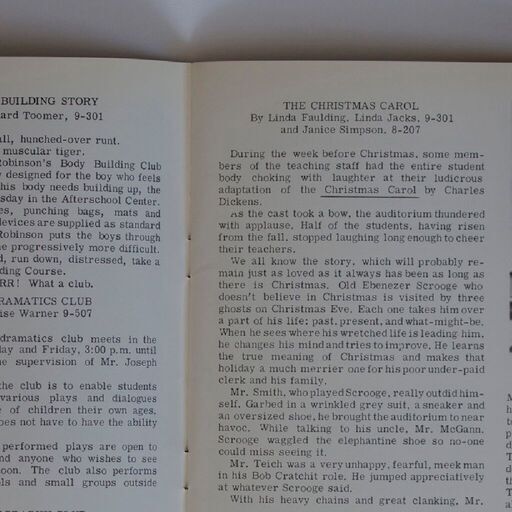 BUILDING STORY
ard Toomer, 9-301
all, hunched-over runt.
muscular tiger.
Robinson's Body Building Club
designed for the boy who feels
his body needs building up, the
sday in the Afterschool Center.
es, punching bags, mats and
devices are supplied as standard
Robinson puts the boys through
e progressively more difficult.
d, run down, distressed, take a
ding Course.
RR! What a club.
DRAMATICS CLUB
ise Warner 9-507
dramatics club meets in the
day and Friday, 3:00 p.m. until
e supervision of Mr. Joseph
the club is to enable students
various plays and dialogues
e of children their own ages.
oes not have to have the ability
performed plays are open to
nd anyone who wishes to see
oon. The club also performs
ols and small groups outside
THE CHRISTMAS CAROL
By Linda Faulding, Linda Jacks, 9-301
and Janice Simpson, 8-207
During the week before Christmas, some mem-
bers of the teaching staff had the entire student
body choking with laughter at their ludicrous
adaptation of the Christmas Carol by Charles
Dickens.
As the cast took a bow, the auditorium thundered
with applause. Half of the students, having risen
from the fall, stopped laughing long enough to cheer
their teachers.
We all know the story, which will probably re-
main just as loved as it always has been as long as
there is Christmas. Old Ebenezer Scrooge who
doesn't believe in Christmas is visited by three
ghosts on Christmas Eve. Each one takes him over
a part of his life; past, present, and what-might-be.
When he sees where his wretched life is leading him,
he changes his mind and tries to improve. He learns
the true meaning of Christmas and makes that
holiday a much merrier one for his poor under-paid
clerk and his family.
Mr. Smith, who played Scrooge, really outdid him-
self. Garbed in a wrinkled grey suit, a sneaker and
an oversized shoe, he brought the auditorium to near
havoc. While talking to his uncle, Mr. McGann,
Scrooge waggled the elephantine shoe so no-one
could miss seeing it.
Mr. Teich was a very unhappy, fearful, meek man
in his Bob Cratchit role. He jumped appreciatively
at whatever Scrooge said.
With his heavy chains and great clanking, Mr.